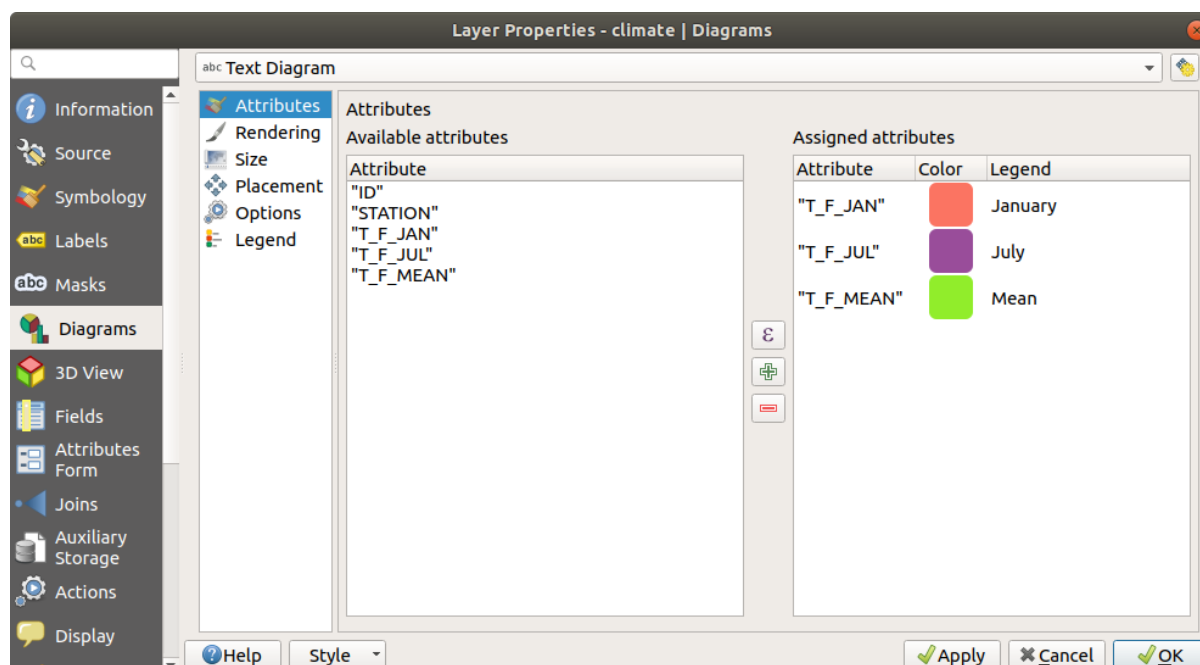 Layer Properties - climate | Diagrams
abc Text Diagram
Information
Source
Symbology
abc Labels
abc Masks
Diagrams
3D View
Fields
Attributes
Form
Joins
Auxiliary
Storage
Actions
Display
Attributes
Rendering
Size
Placement
Options
Legend
Attributes
Available attributes
Attribute
"ID"
"STATION"
"T_F_JAN"
"T_F_JUL"
"T_F_MEAN"
ε
Assigned attributes
Attribute Color Legend
"T_F_JAN" January
"T_F_JUL" July
"T_F_MEAN" Mean
Help Style Apply Cancel OK